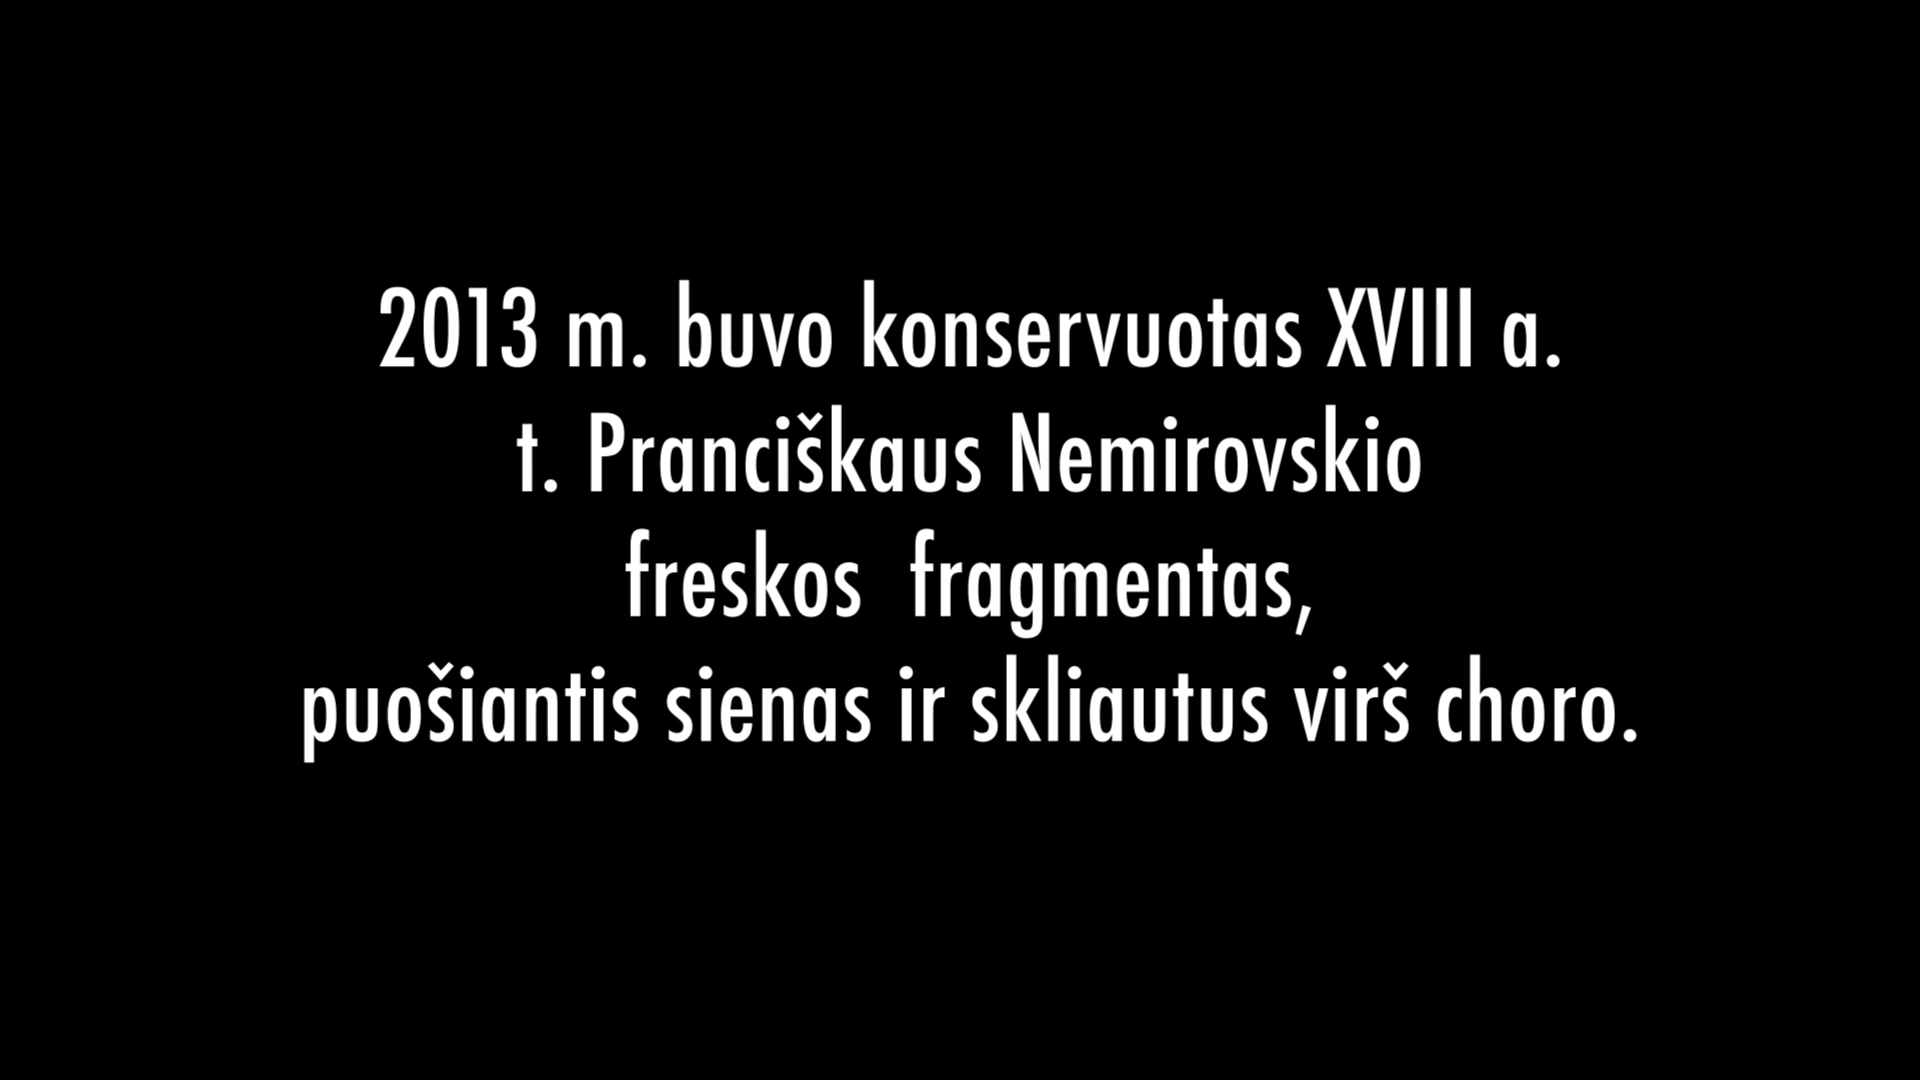 2013 m. buvo konservuotas XVIII a.
t. Pranciškaus Nemirovskio
freskos  fragmentas,
puošiantis sienas ir skliautus virš choro.